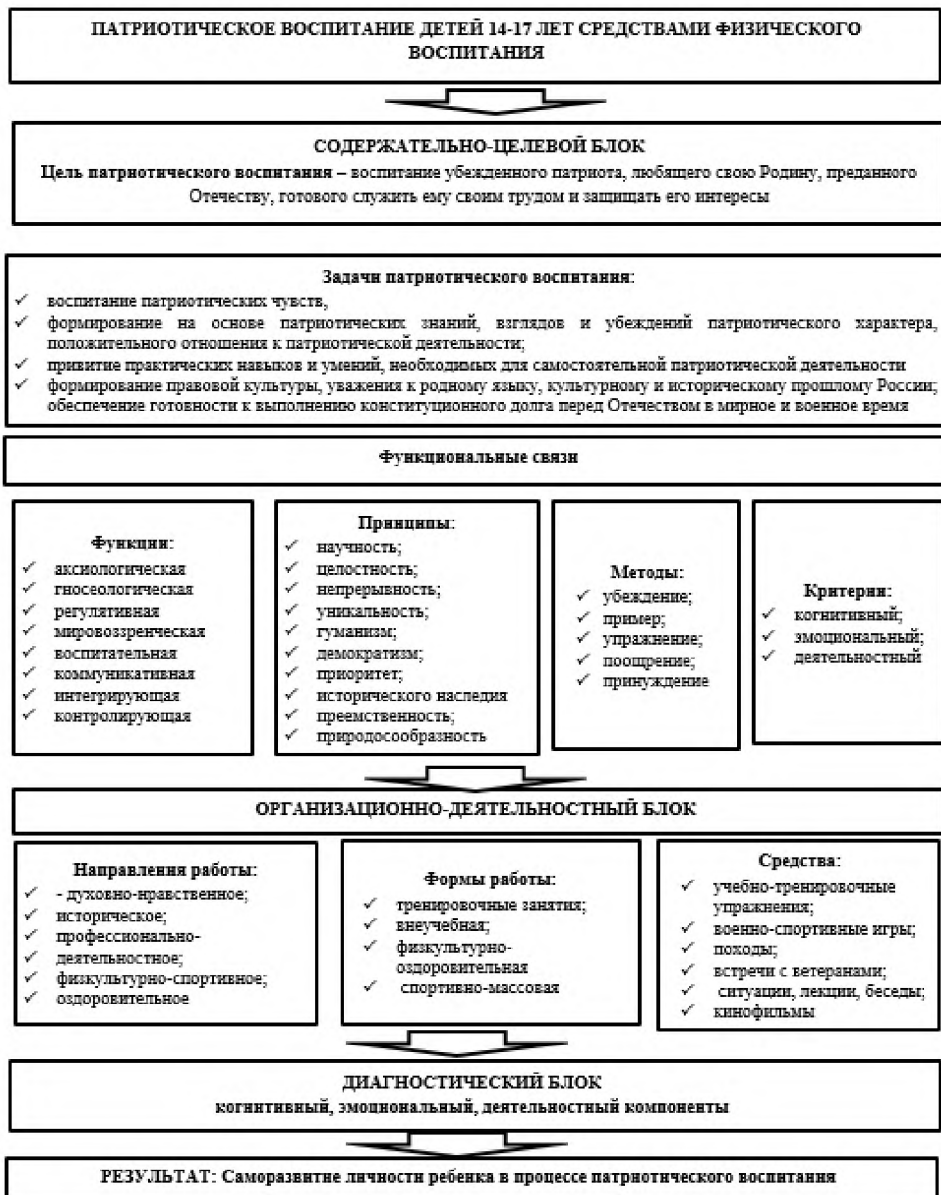 ПАТРИОТИЧЕСКОЕ ВОСПИТАНИЕ ДЕТЕЙ 14-17 ЛЕТ СРЕДСТВАМИ ФИЗИЧЕСКОГО
ВОСПИТАНИЯ
СОДЕРЖАТЕЛЬНО-ЦЕЛЕВОЙ БЛОК
Цель патриотического воспитания – воспитание убежденного патриота, любящего свою Родину, преданного
Отечеству, готового служить ему своим трудом и защищать его интересы
Задачи патриотического воспитания:
✓ воспитание патриотических чувств,
✓ формирование на основе патриотических знаний, взглядов и убеждений патриотического характера,
положительного отношения к патриотической деятельности;
✓ привитие практических навыков и умений, необходимых для самостоятельной патриотической деятельности
✓ формирование правовой культуры, уважения к родному языку, культурному и историческому прошлому России;
обеспечение готовности к выполнению конституционного долга перед Отечеством в мирное и военное время
Функциональные связи
Функции:
✓ аксиологическая
✓ гносеологическая
✓ регулятивная
✓ мировоззренческая
✓ воспитательная
✓ коммуникативная
✓ интегрирующая
✓ контролирующая
Принципы:
✓ научность;
✓ целостность;
✓ непрерывность;
✓ уникальность;
✓ гуманизм;
✓ демократизм;
✓ приоритет;
✓ исторического наследия
✓ преемственность;
✓ природосообразность
Методы:
✓ убеждение;
✓ пример;
✓ упражнение;
✓ поощрение;
✓ принуждение
Критерии:
✓ когнитивный;
✓ эмоциональный;
✓ деятельностный
ОРГАНИЗАЦИОННО-ДЕЯТЕЛЬНОСТНЫЙ БЛОК
Направления работы:
✓ - духовно-нравственное;
✓ историческое;
✓ профессионально-
✓ деятельностное;
✓ физкультурно-спортивное;
✓ оздоровительное
Формы работы:
✓ тренировочные занятия;
✓ внеучебная;
✓ физкультурно-
оздоровительная
✓ спортивно-массовая
Средства:
✓ учебно-тренировочные
упражнения;
✓ военно-спортивные игры;
✓ походы;
✓ встречи с ветеранами;
✓ ситуации, лекции, беседы;
✓ кинофильмы
ДИАГНОСТИЧЕСКИЙ БЛОК
когнитивный, эмоциональный, деятельностный компоненты
РЕЗУЛЬТАТ: Саморазвитие личности ребенка в процессе патриотического воспитания